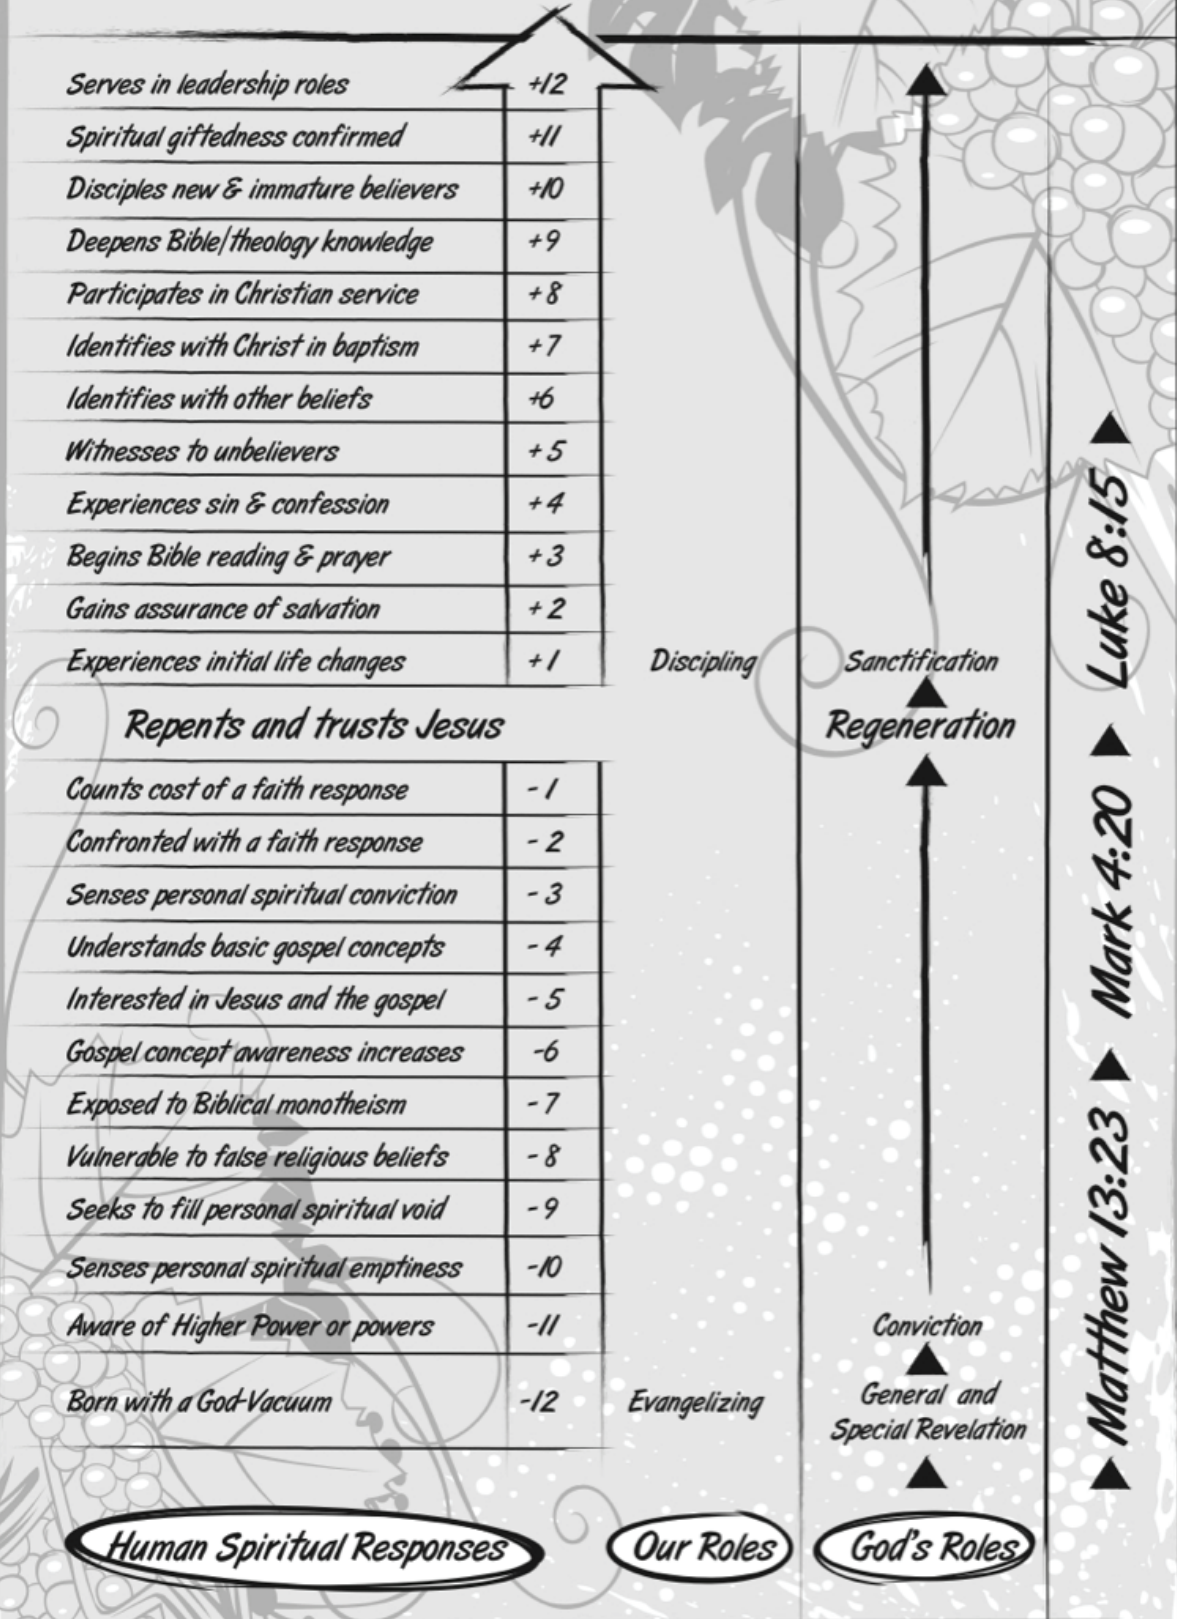 Serves in leadership roles +12
Spiritual giftedness confirmed +11
Disciples new & immature believers +10
Deepens Bible/theology knowledge +9
Participates in Christian service +8
Identifies with Christ in baptism +7
Identifies with other beliefs +6
Witnesses to unbelievers +5
Experiences sin & confession +4
Begins Bible reading & prayer +3
Gains assurance of salvation +2
Experiences initial life changes +1 Discipling Sanctification
Repents and trusts Jesus Regeneration
Counts cost of a faith response -1
Confronted with a faith response -2
Senses personal spiritual conviction -3
Understands basic gospel concepts -4
Interested in Jesus and the gospel -5
Gospel concept awareness increases -6
Exposed to Biblical monotheism -7
Vulnerable to false religious beliefs -8
Seeks to fill personal spiritual void -9
Senses personal spiritual emptiness -10
Aware of Higher Power or powers -11 Conviction
Born with a God-Vacuum -12 Evangelizing General and
Special Revelation
Human Spiritual Responses Our Roles God's Roles
Matthew 13:23 Mark 4:20 Luke 8:15